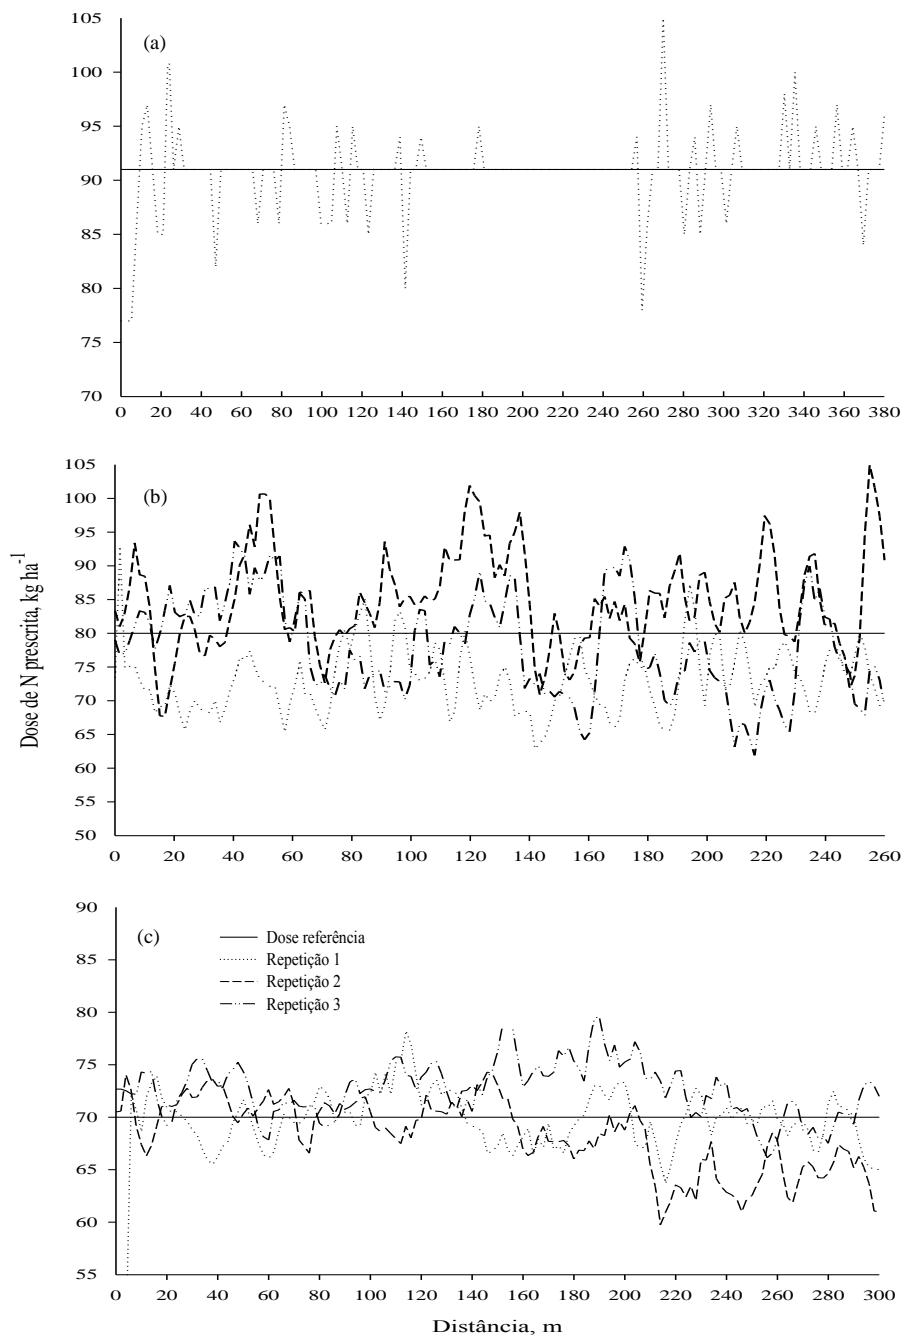 105
(a)
100
95
90
85
80
75
70
0 20 40 60 80 100 120 140 160 180 200 220 240 260 280 300 320 340 360 380
Dose de N prescrita, kg ha-1
105
(b)
100
95
90
85
80
75
70
65
60
55
50
0 20 40 60 80 100 120 140 160 180 200 220 240 260
90
(c)
Dose referência
Repetição 1
Repetição 2
Repetição 3
85
80
75
70
65
60
55
0 20 40 60 80 100 120 140 160 180 200 220 240 260 280 300
Distância, m